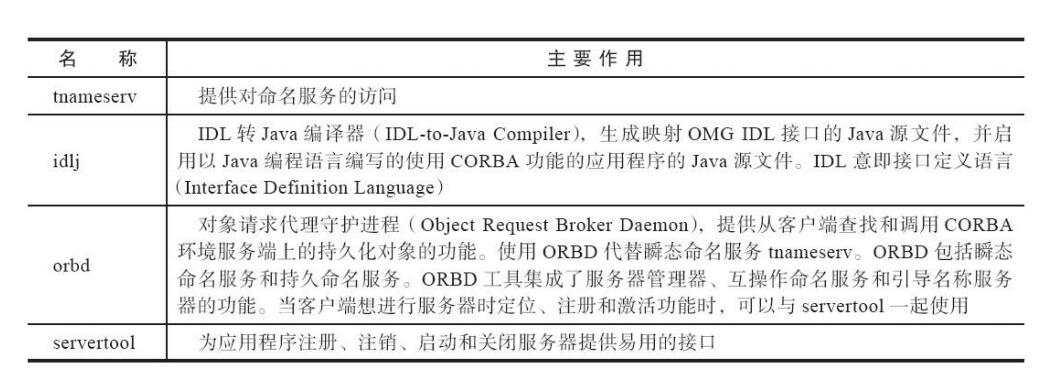 名 称 主要作用
tnameserv 提供对命名服务的访问
IDL 转 Java 编译器（IDL-to-Java Compiler），生成映射 OMG IDL 接口的 Java 源文件，并启
idlj 用以 Java 编程语言编写的使用 CORBA 功能的应用程序的 Java 源文件。IDL 意即接口定义语言
（Interface Definition Language）
对象请求代理守护进程（Object Request Broker Daemon），提供从客户端查找和调用 CORBA
环境服务端上的持久化对象的功能。使用 ORBD 代替瞬态命名服务 tnameserv。ORBD 包括瞬态
orbd 命名服务和持久命名服务。ORBD 工具集成了服务器管理器、互操作命名服务和引导名称服务
器的功能。当客户端想进行服务器时定位、注册和激活功能时，可以与 servertool 一起使用
servertool 为应用程序注册、注销、启动和关闭服务器提供易用的接口